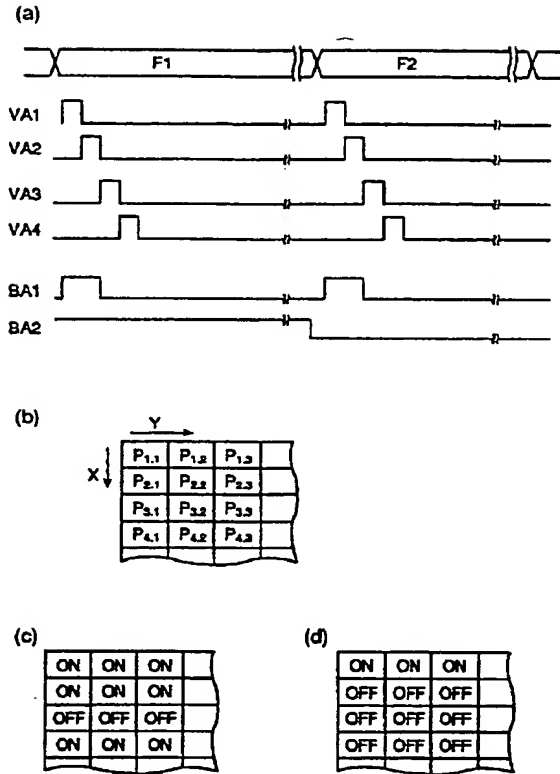 (a)
F1 F2
VA1
VA2
VA3
VA4
BA1
BA2
(b)
Y
X
P1.1 P1.2 P1.3
P2.1 P2.2 P2.3
P3.1 P3.2 P3.3
P4.1 P4.2 P4.3
(c) (d)
ON ON ON ON ON ON
ON ON ON OFF OFF OFF
OFF OFF OFF OFF OFF OFF
ON ON ON OFF OFF OFF